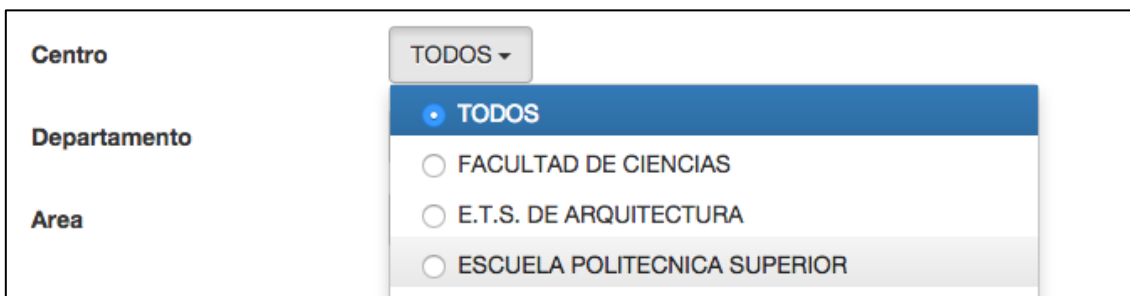 Centro
TODOS
TODOS
Departamento
FACULTAD DE CIENCIAS
Area
E.T.S. DE ARQUITECTURA
ESCUELA POLITECNICA SUPERIOR